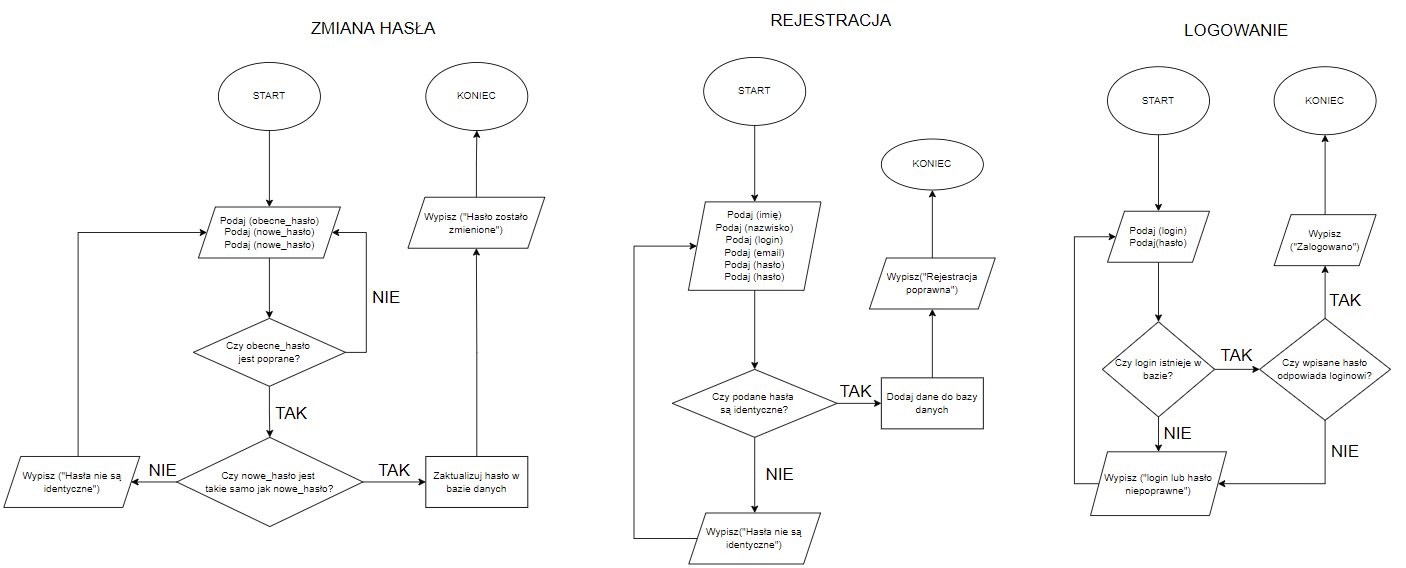 ZMIANA HASŁA
START
KONIEC
Podaj (obecne_hasło)
Podaj (nowe_hasło)
Podaj (nowe_hasło)
Wypisz ("Hasło zostało
zmienione")
NIE
Czy obecne_hasło
jest poprane?
TAK
Wypisz ("Hasła nie są
identyczne")
NIE
Czy nowe_hasło jest
takie samo jak nowe_hasło?
TAK
Zaktualizuj hasło w
bazie danych
REJESTRACJA
START
KONIEC
Podaj (imię)
Podaj (nazwisko)
Podaj (login)
Podaj (email)
Podaj (hasło)
Podaj (hasło)
Wypisz("Rejestracja
poprawna")
Czy podane hasła
są identyczne?
TAK
Dodaj dane do bazy
danych
NIE
Wypisz("Hasła nie są
identyczne")
LOGOWANIE
START
KONIEC
Podaj (login)
Podaj(hasło)
Wypisz
("Zalogowano")
TAK
Czy login istnieje w
bazie?
TAK
Czy wpisane hasło
odpowiada loginowi?
NIE
NIE
Wypisz ("login lub hasło
niepoprawne")